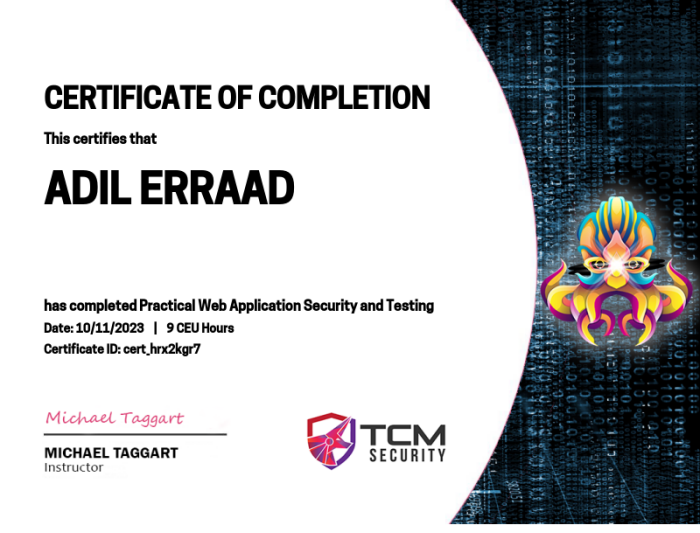 CERTIFICATE OF COMPLETION
This certifies that
ADIL ERRAAD
has completed Practical Web Application Security and Testing
Date: 10/11/2023 | 9 CEU Hours
Certificate ID: cert_hrx2kgr7
Michael Taggart
MICHAEL TAGGART
Instructor
TCM
SECURITY